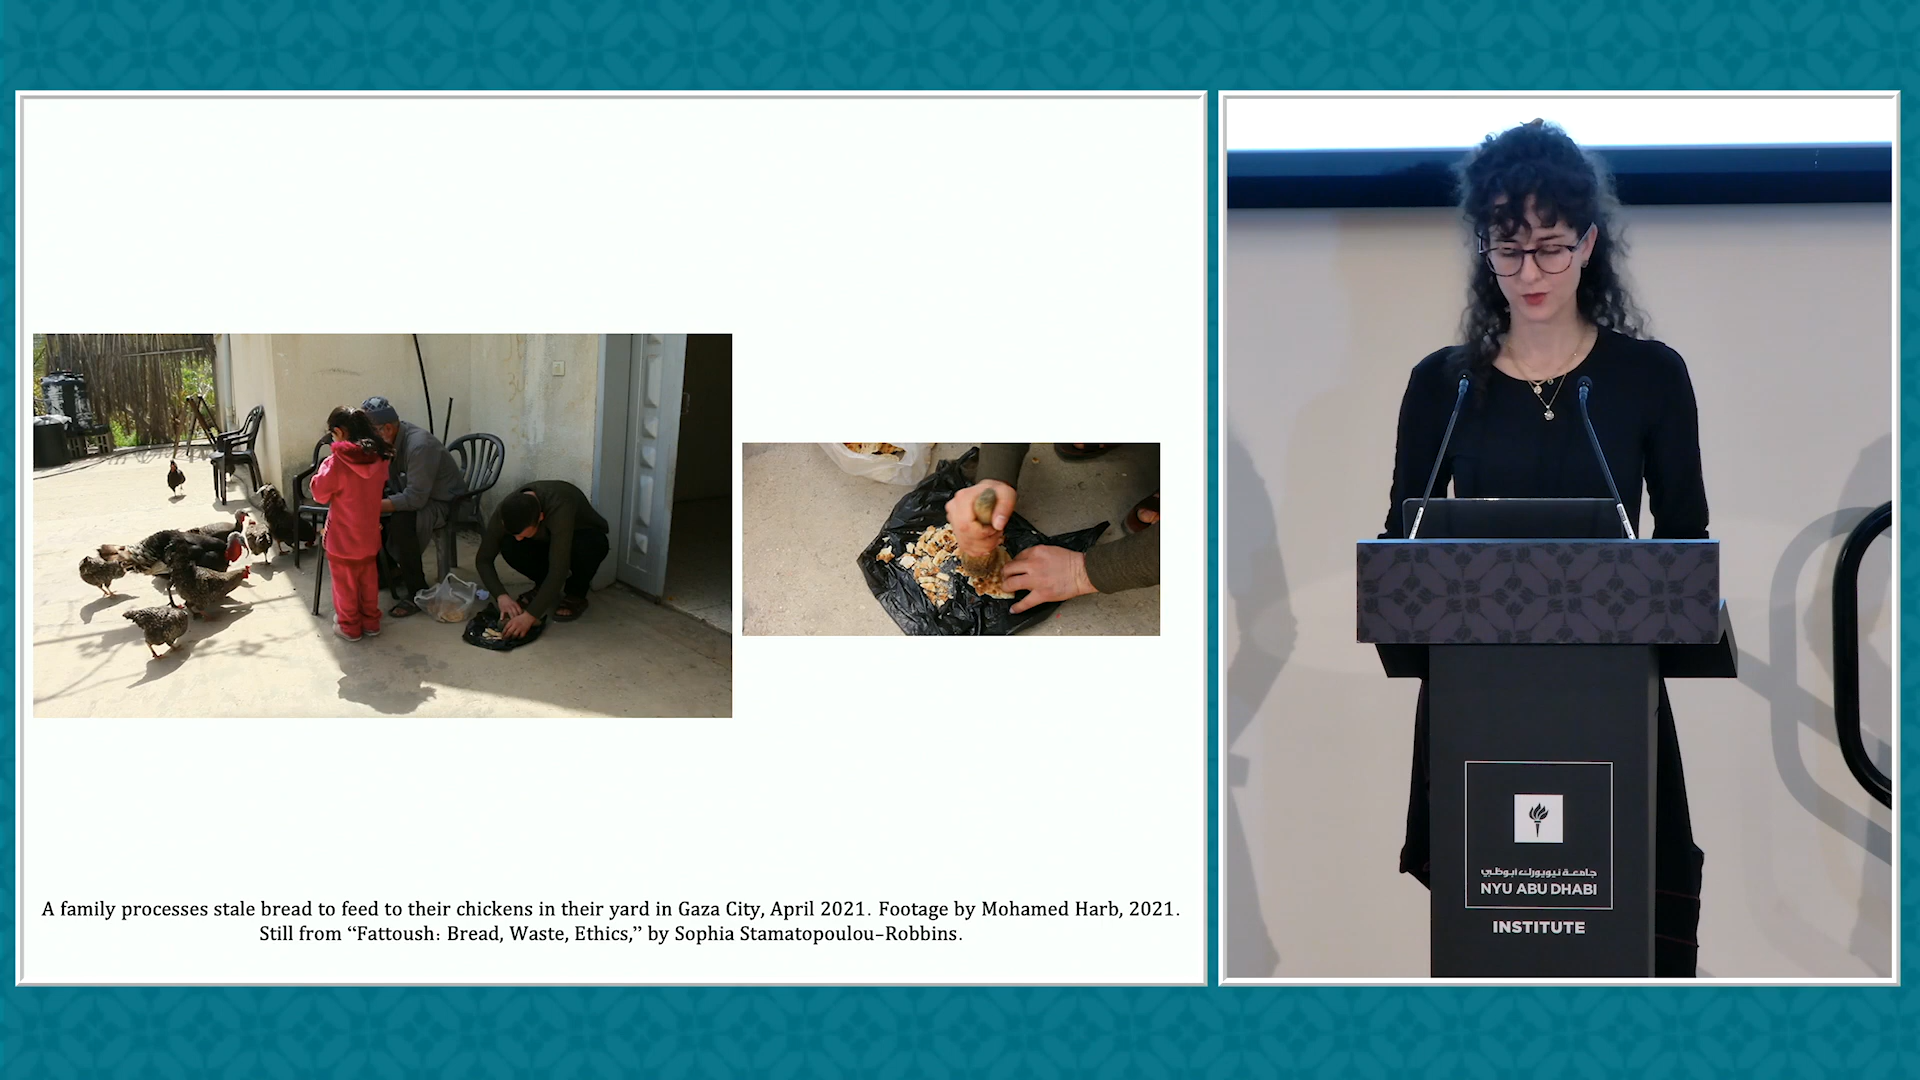 A family processes stale bread to feed to their chickens in their yard in Gaza City, April 2021. Footage by Mohamed Harb, 2021.
Still from “Fattoush: Bread, Waste, Ethics,” by Sophia Stamatopoulou-Robbins.
جامعة نيويورك أبوظبي
NYU ABU DHABI
INSTITUTE